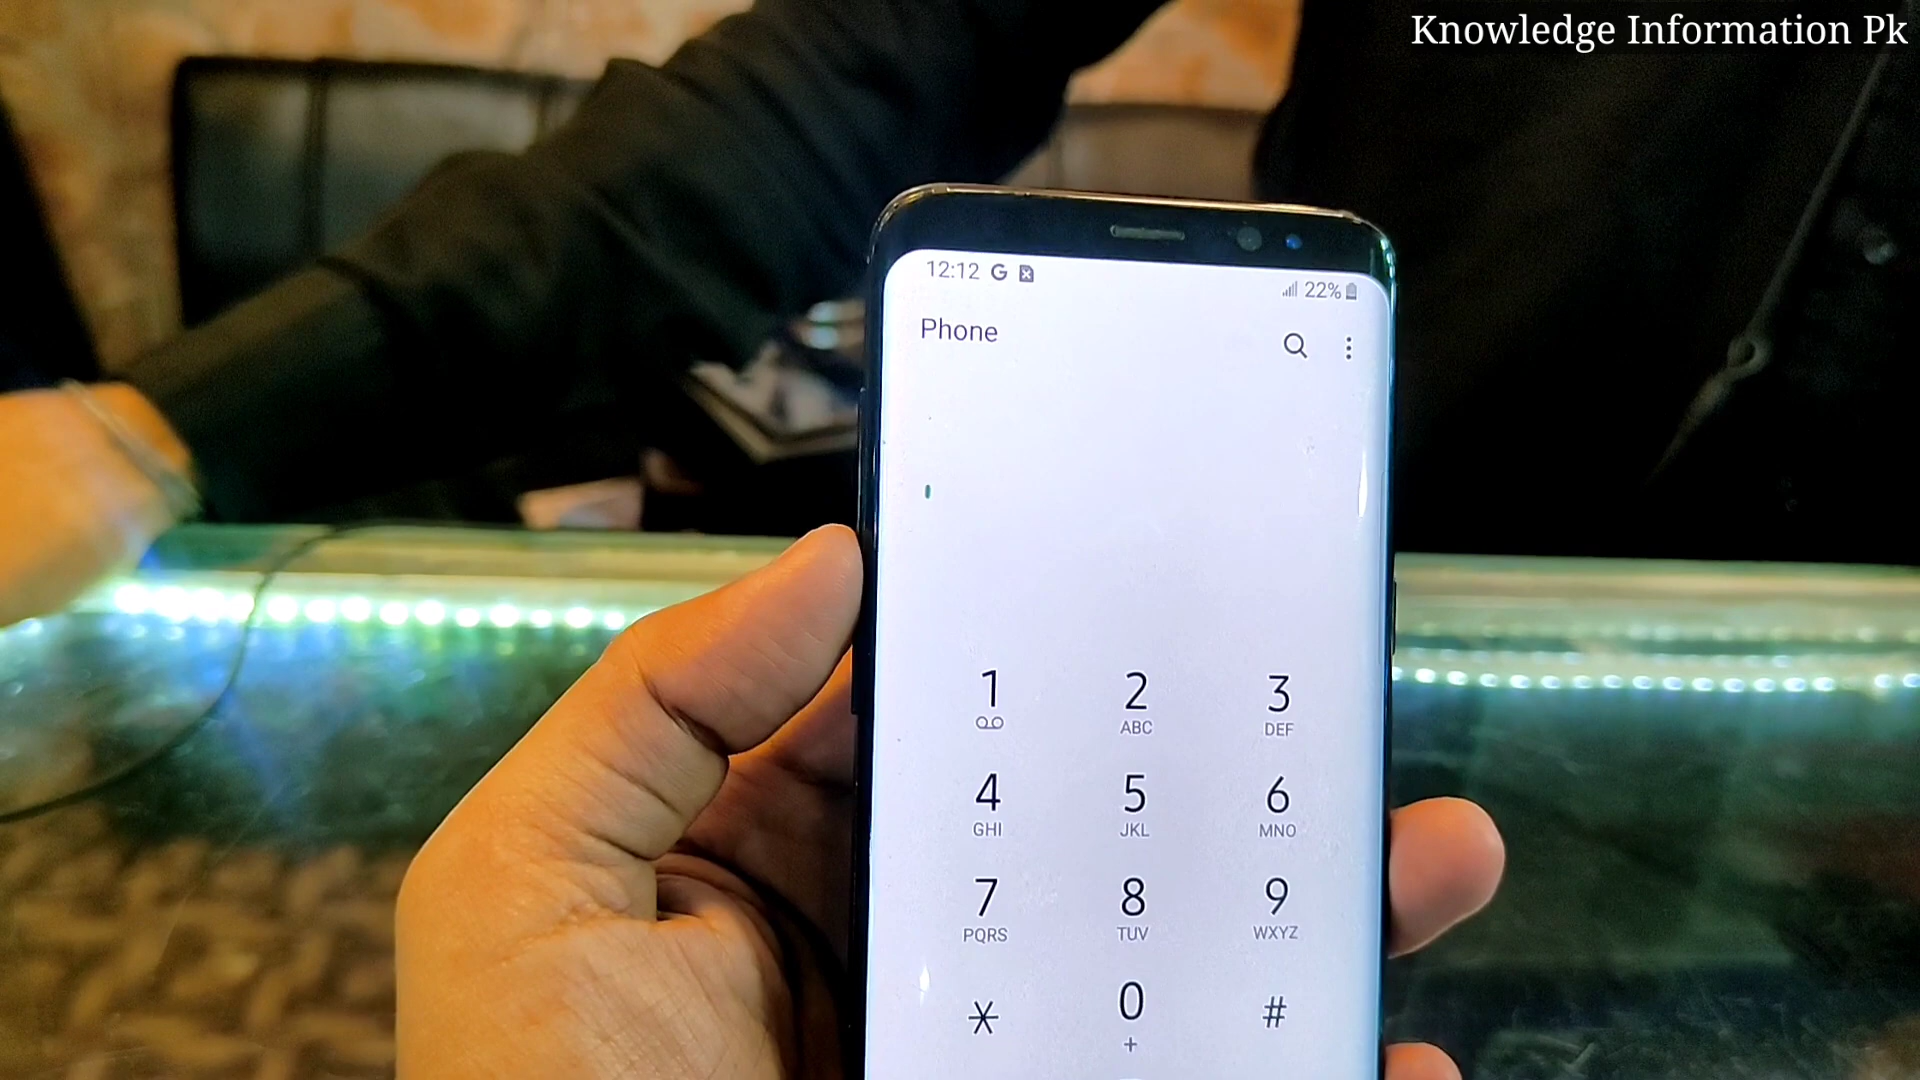 Knowledge Information Pk
12:12 G
22%
Phone
1 2 3
ABC DEF
4 5 6
GHI JKL MNO
7 8 9
PQRS TUV WXYZ
* 0 #
+